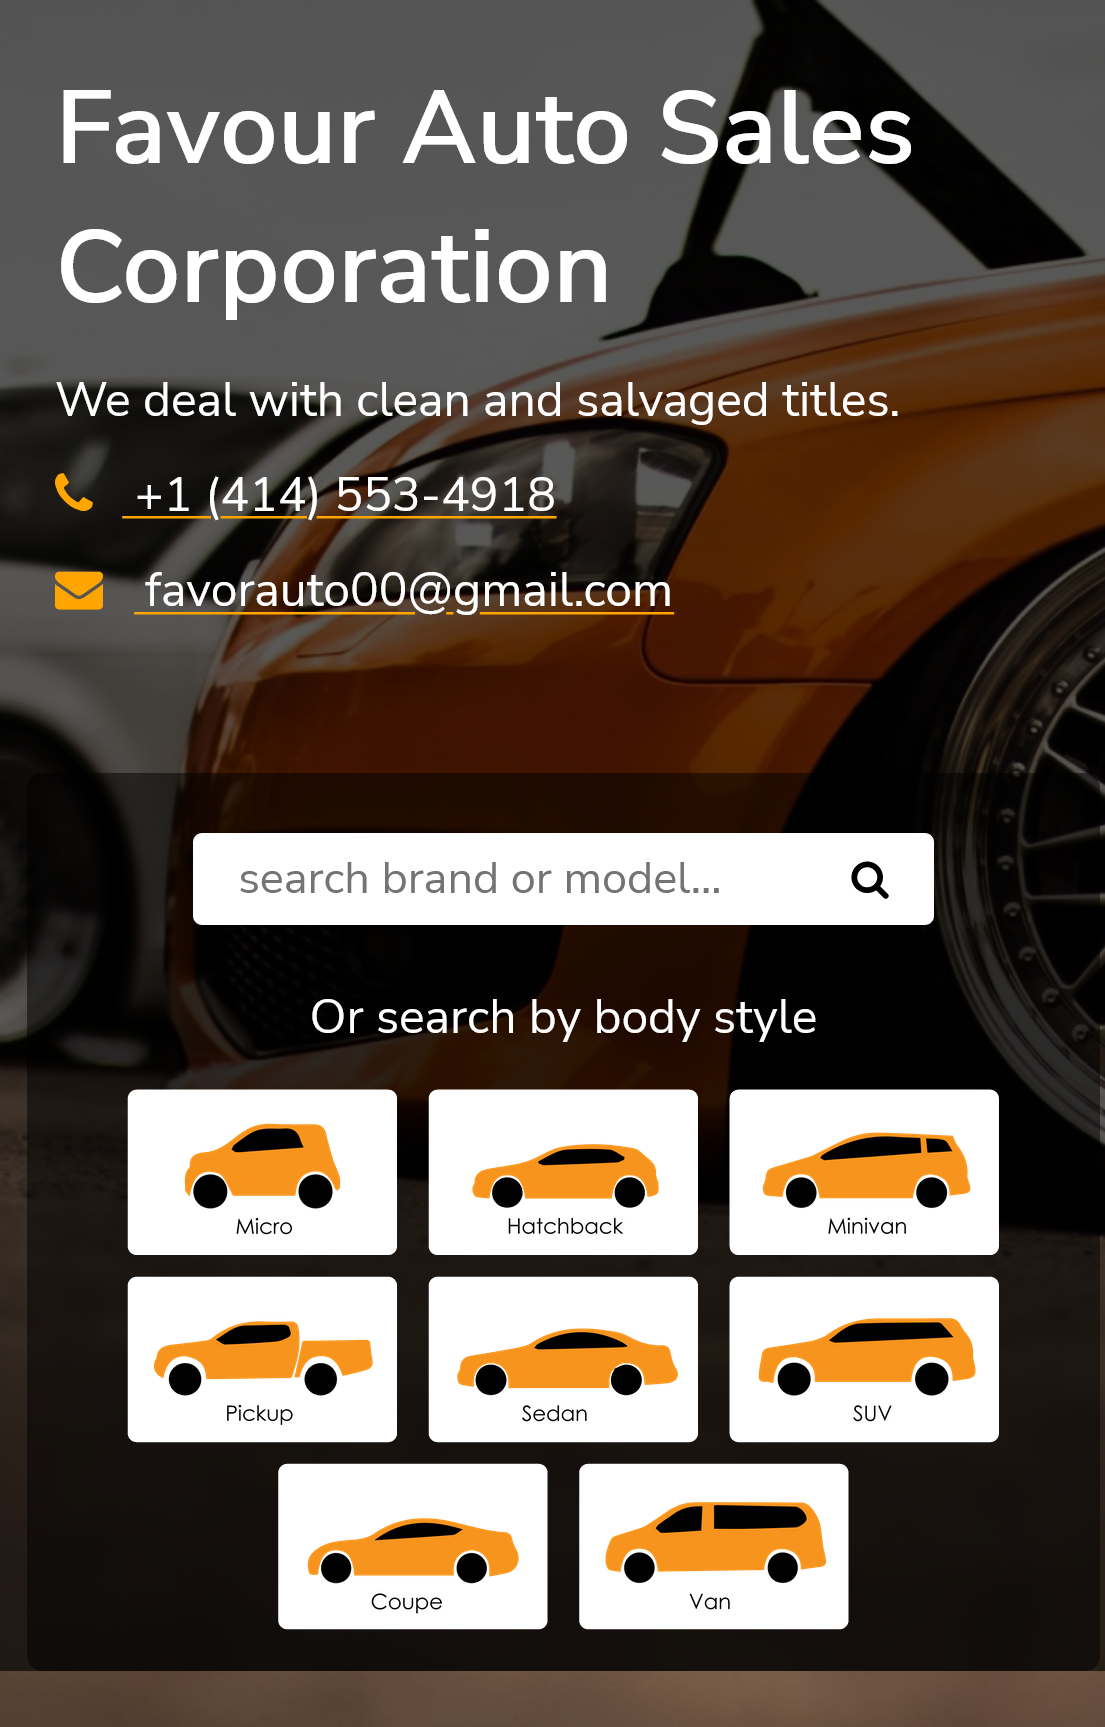 Favour Auto Sales
Corporation
We deal with clean and salvaged titles.
+1 (414) 553-4918
favorauto00@gmail.com
search brand or model...
Or search by body style
Micro
Hatchback
Minivan
Pickup
Sedan
SUV
Coupe
Van